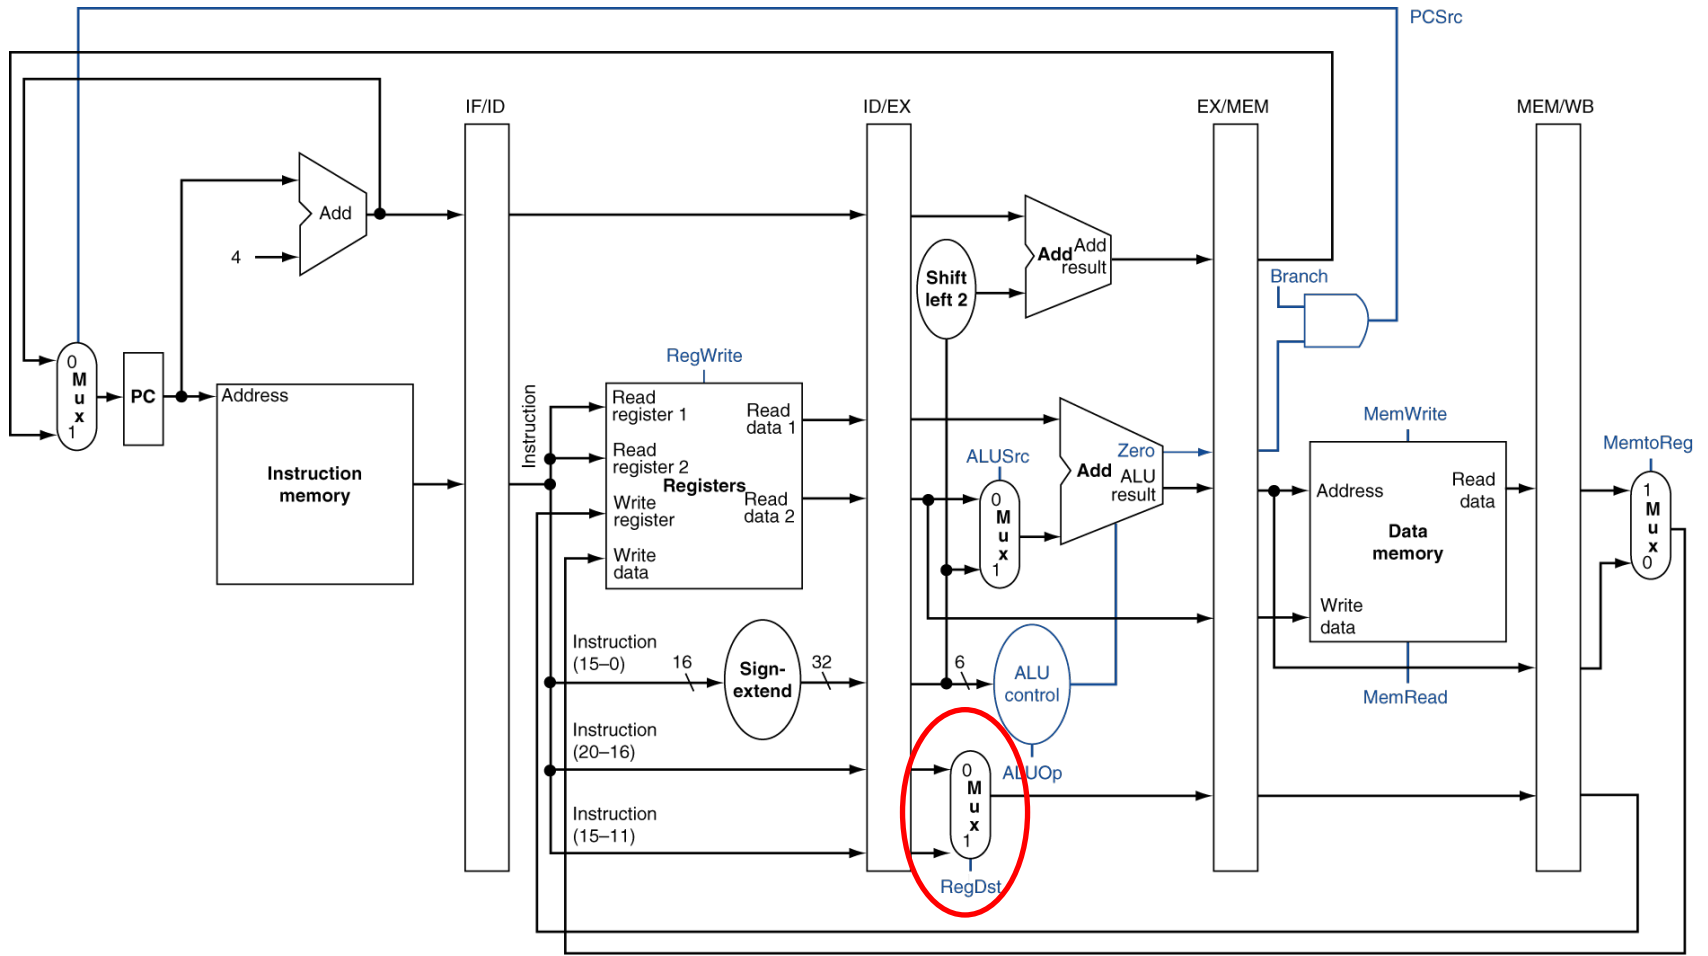 PCSrc
IF/ID
ID/EX
EX/MEM
MEM/WB
Add
4
Shift
left 2
Add
Add
result
Branch
0
M
u
x
1
PC
Address
Instruction
memory
Instruction
RegWrite
Read
register 1
Read
register 2
Write
register
Write
data
Registers
Read
data 1
Read
data 2
ALUSrc
0
M
u
x
1
Zero
Add
ALU
result
MemWrite
Address
Read
data
Data
memory
Write
data
MemRead
MemtoReg
1
M
u
x
0
Instruction
(15–0)
16
Sign-
extend
32
6
ALU
control
ALUOp
Instruction
(20–16)
Instruction
(15–11)
0
M
u
x
1
RegDst